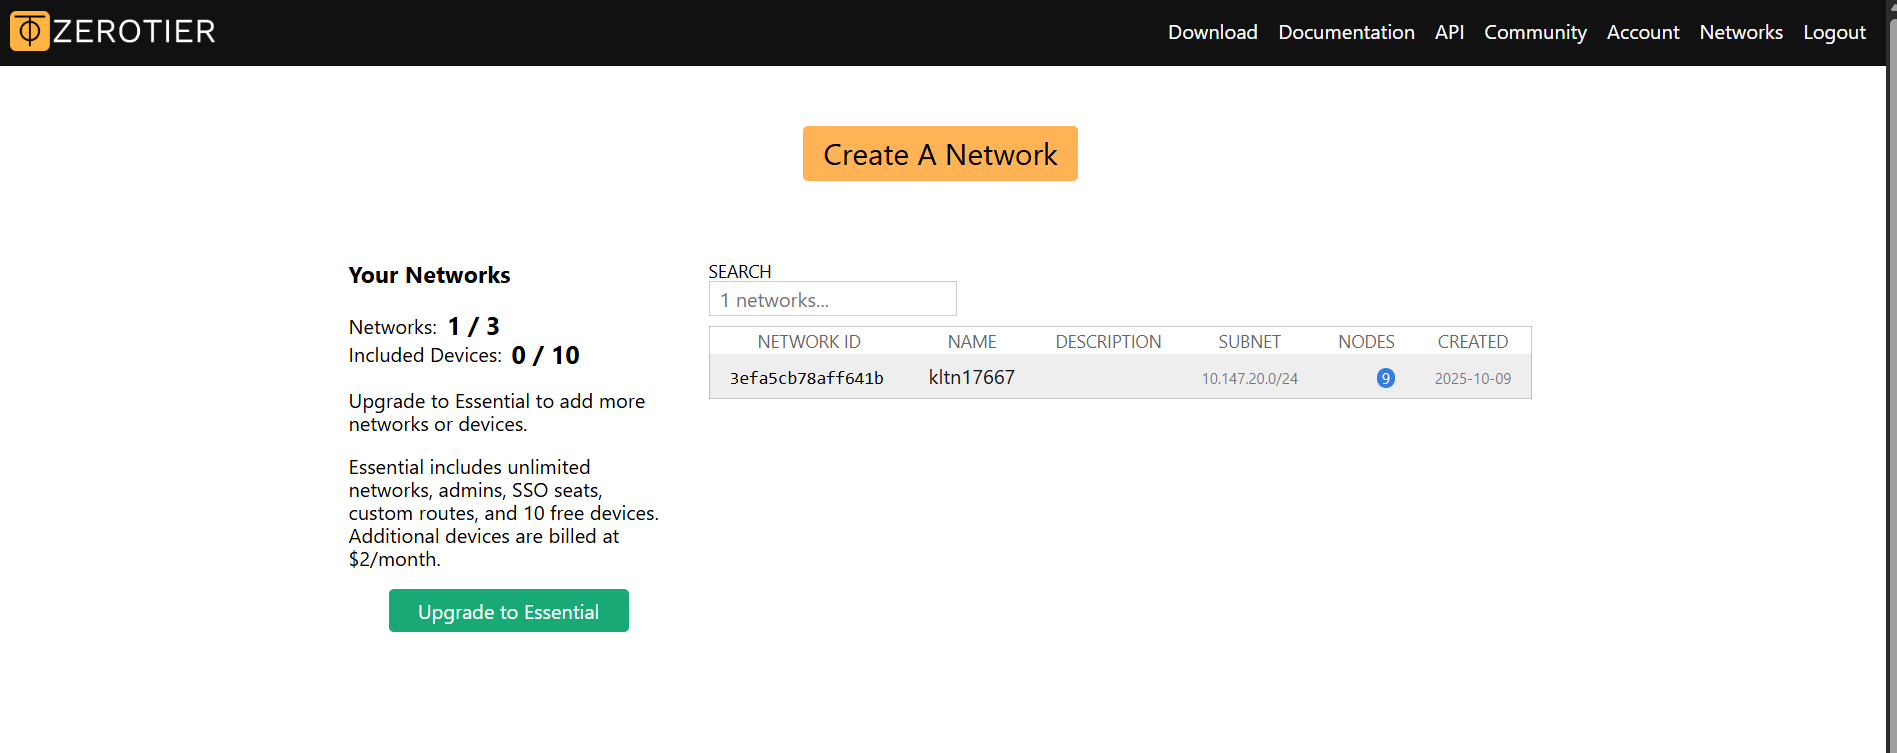 ZEROTIER
Download Documentation API Community Account Networks Logout
Create A Network
Your Networks
Networks: 1 / 3
Included Devices: 0 / 10
Upgrade to Essential to add more
networks or devices.
Essential includes unlimited
networks, admins, SSO seats,
custom routes, and 10 free devices.
Additional devices are billed at
$2/month.
Upgrade to Essential
SEARCH
1 networks...
NETWORK ID NAME DESCRIPTION SUBNET NODES CREATED
3efa5cb78aff641b kltn17667 10.147.20.0/24 9 2025-10-09